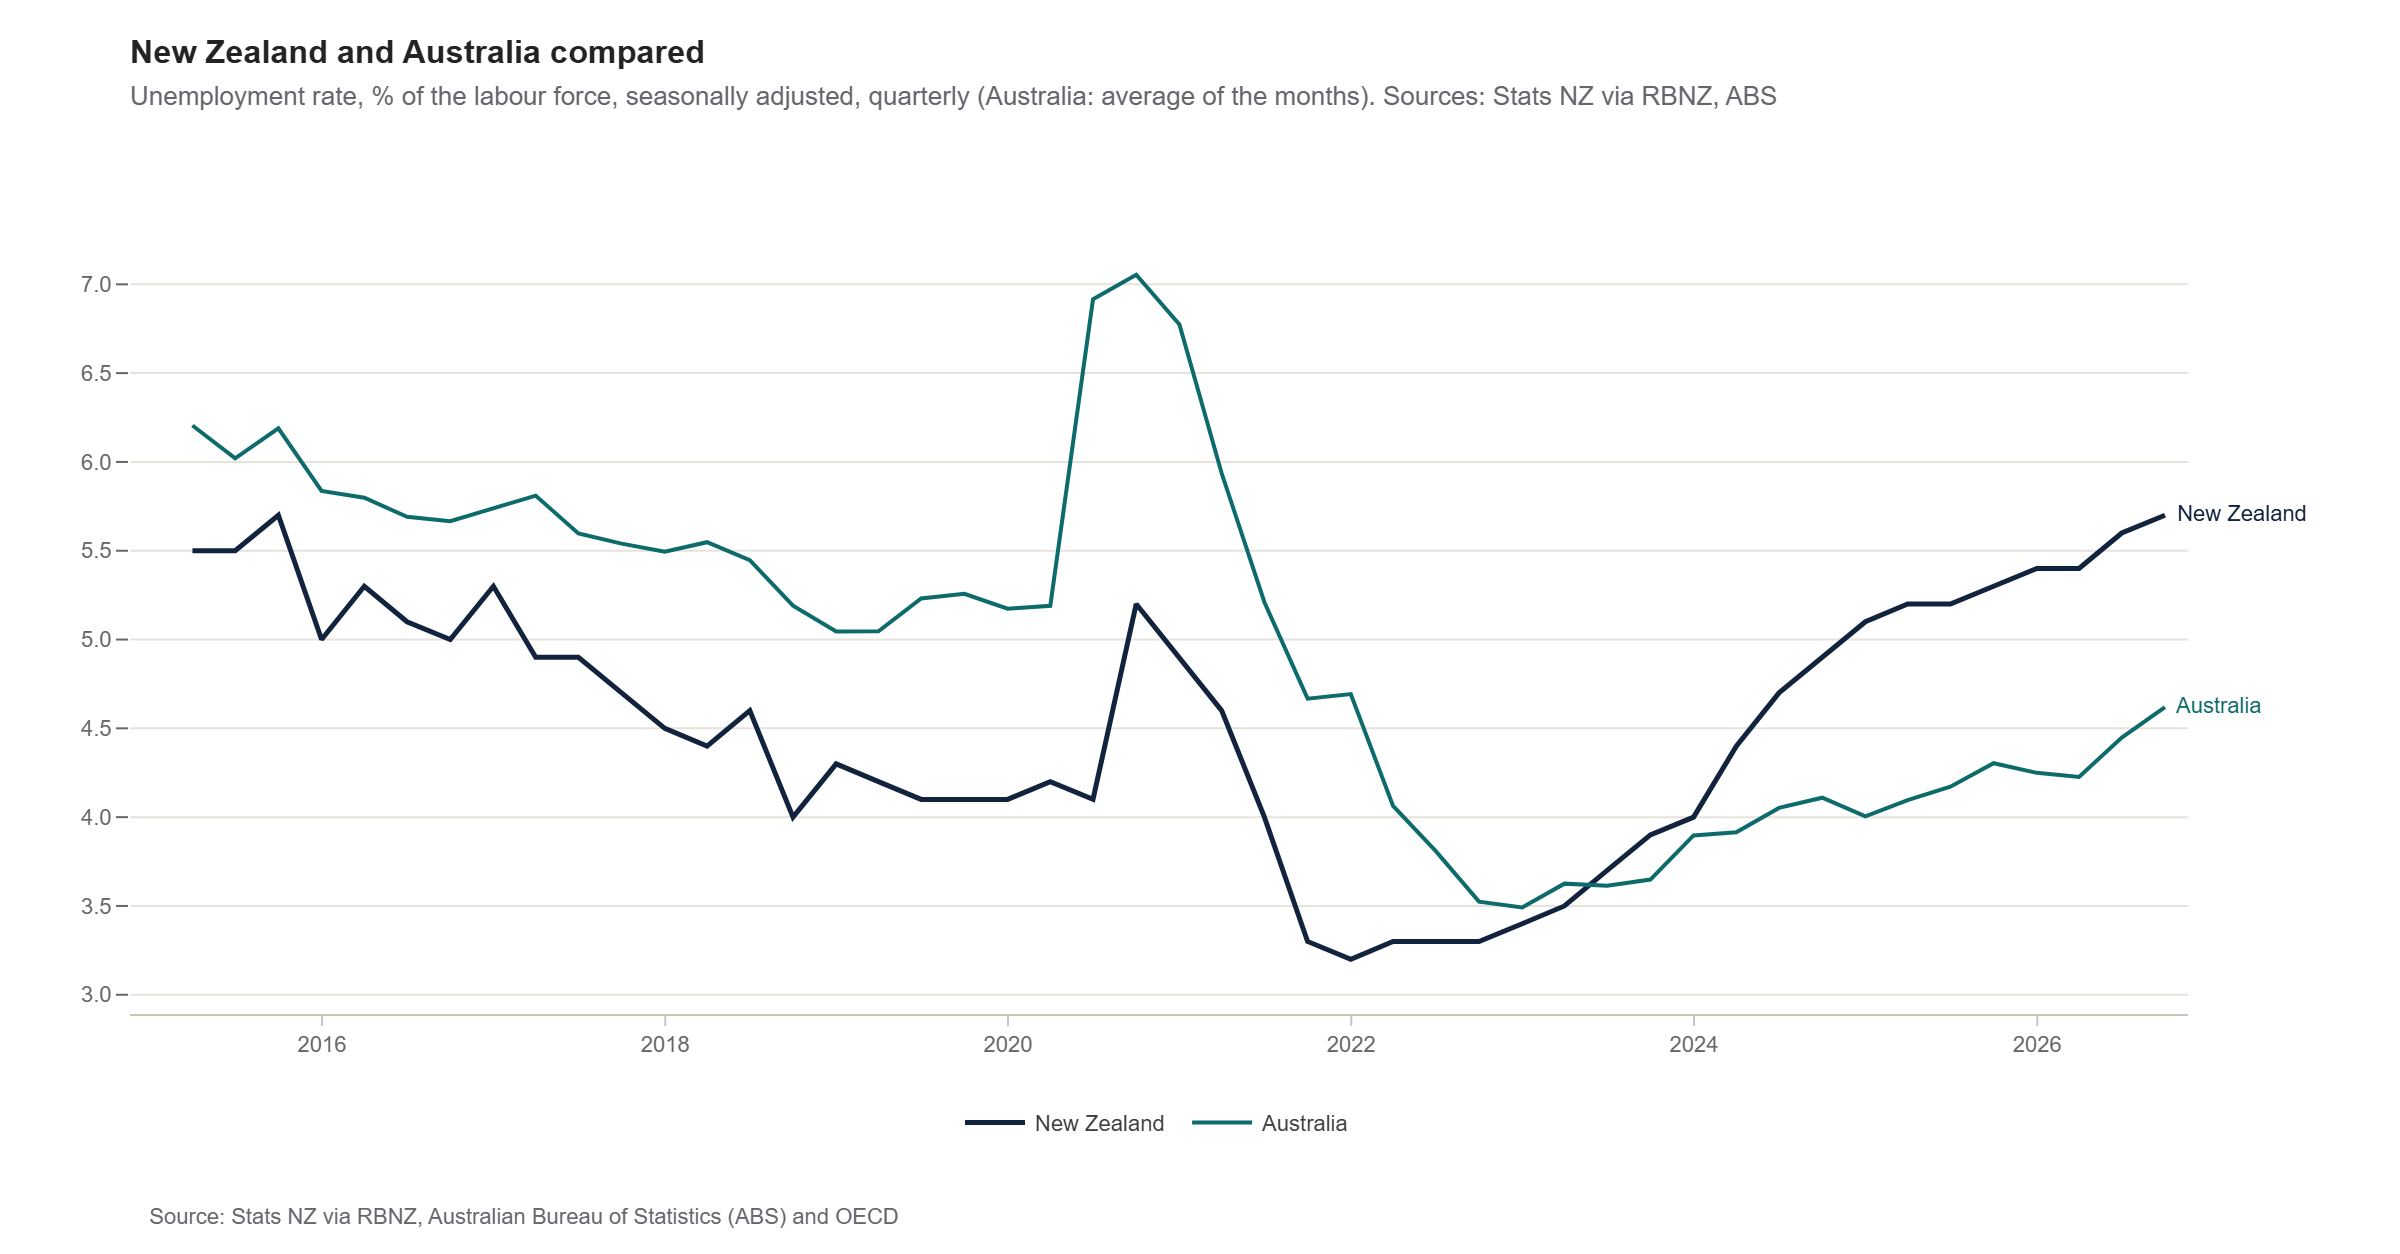 New Zealand and Australia compared
Unemployment rate, % of the labour force, seasonally adjusted, quarterly (Australia: average of the months). Sources: Stats NZ via RBNZ, ABS
7.0
6.5
6.0
5.5
5.0
4.5
4.0
3.5
3.0
New Zealand
Australia
2016 2018 2020 2022 2024 2026
New Zealand Australia
Source: Stats NZ via RBNZ, Australian Bureau of Statistics (ABS) and OECD